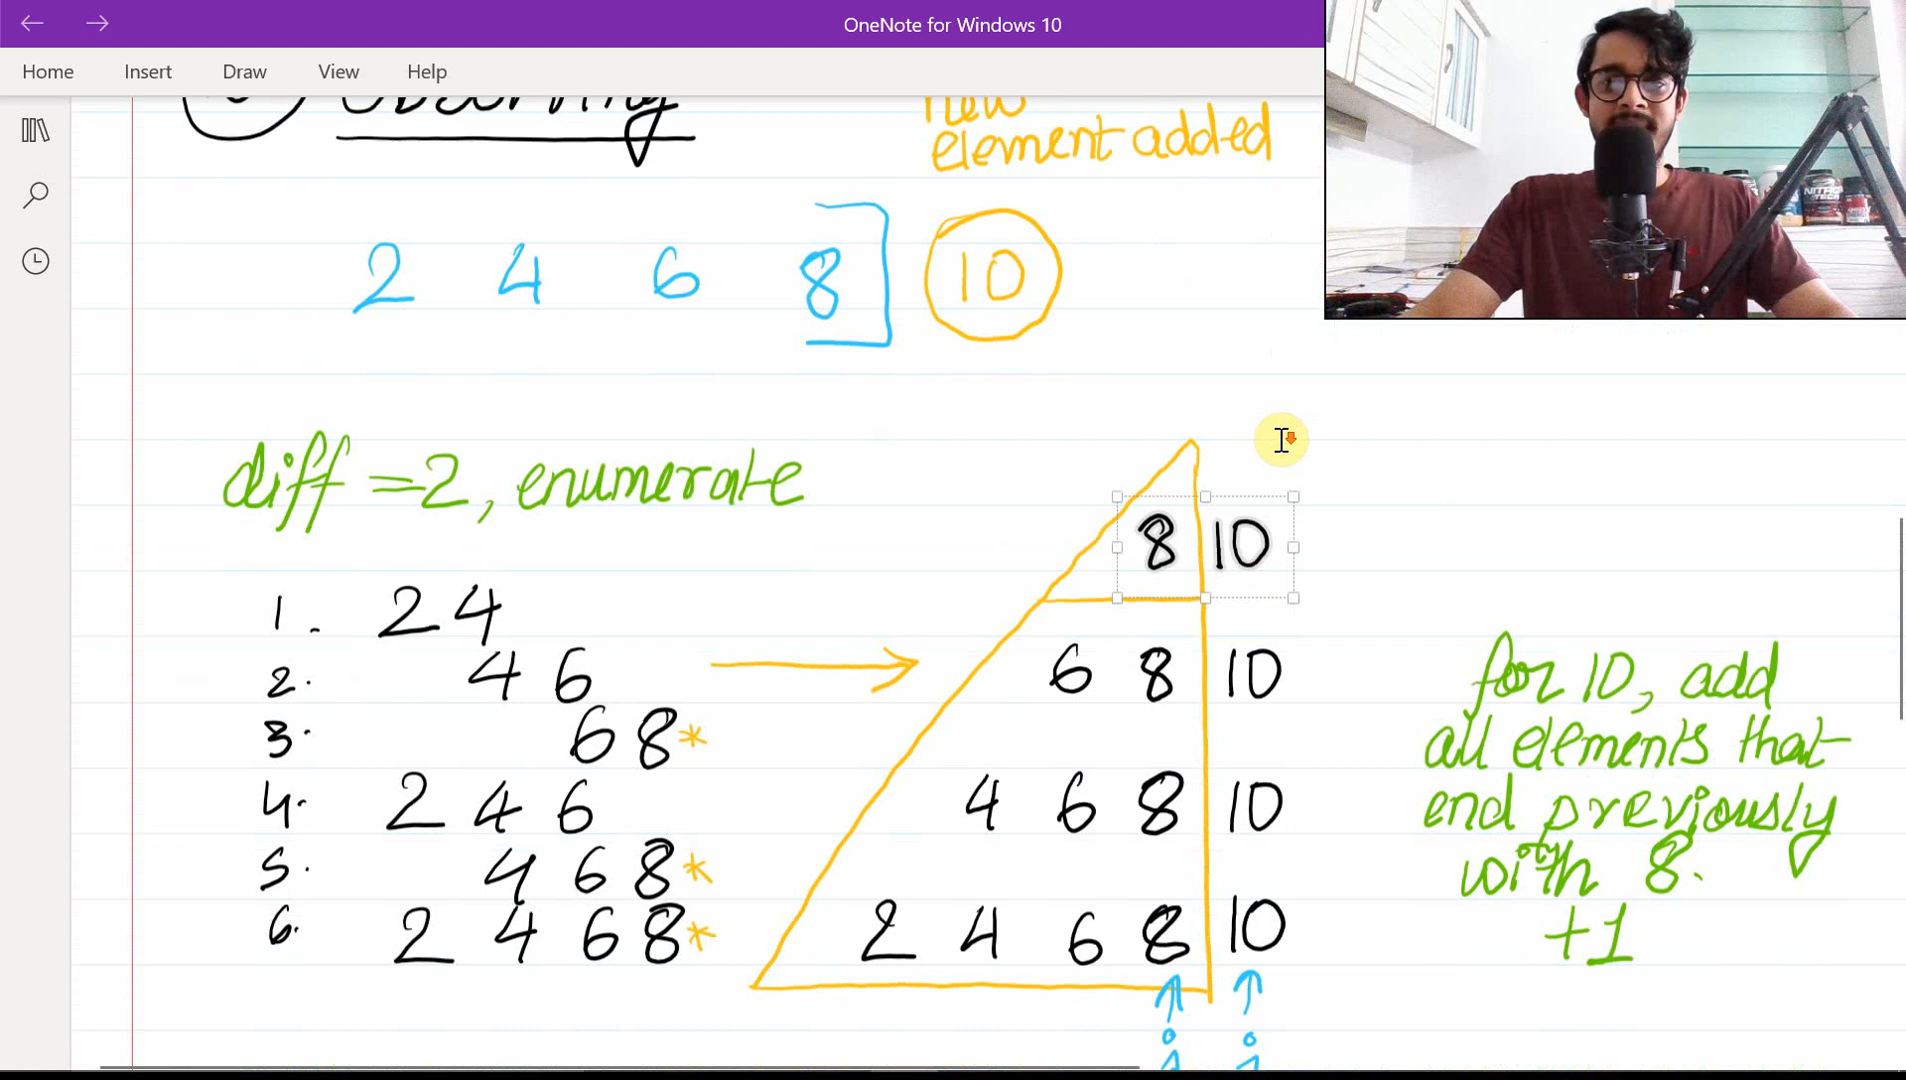 OneNote for Windows 10
Home Insert Draw View Help
new
element added
2 4 6 8 10
diff = 2, enumerate
1. 2 4
2. 4 6
3. 6 8 *
4. 2 4 6
5. 4 6 8 *
6. 2 4 6 8 *
8 10
6 8 10
4 6 8 10
2 4 6 8 10
for 10, add
all elements that
end previously
with 8.
+1
NITRO
TECH